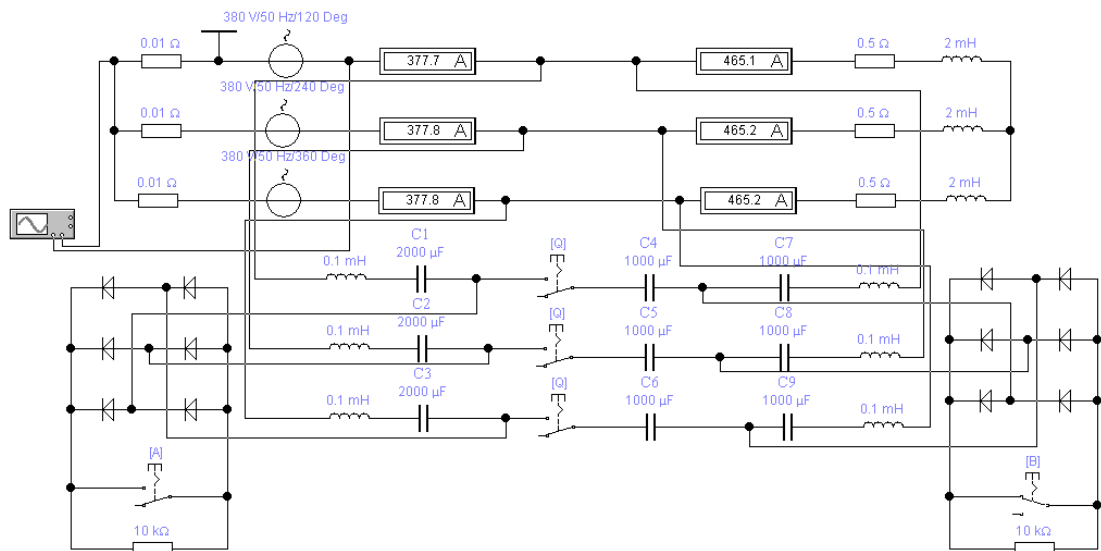 380 V/50 Hz/120 Deg
0.01 Ω
377.7 A
465.1 A
0.5 Ω
2 mH
380 V/50 Hz/240 Deg
0.01 Ω
377.8 A
465.2 A
0.5 Ω
2 mH
380 V/50 Hz/360 Deg
0.01 Ω
377.8 A
465.2 A
0.5 Ω
2 mH
C1
2000 µF
0.1 mH
[Q]
C4
1000 µF
C7
1000 µF
0.1 mH
C2
2000 µF
0.1 mH
[Q]
C5
1000 µF
C8
1000 µF
0.1 mH
C3
2000 µF
0.1 mH
[Q]
C6
1000 µF
C9
1000 µF
0.1 mH
[A]
[B]
10 kΩ
10 kΩ